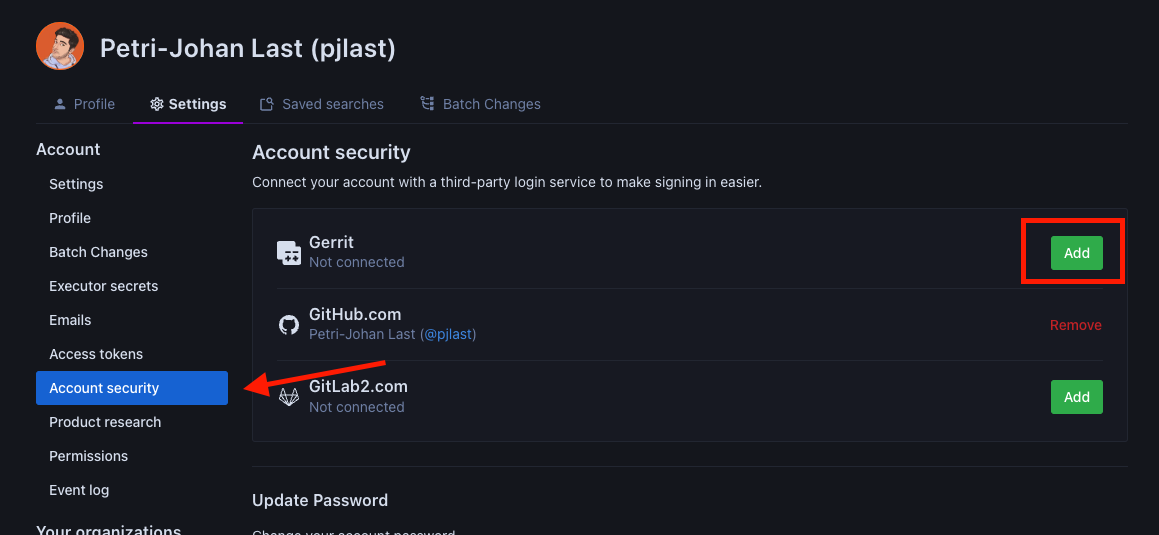 Petri-Johan Last (pjlast)
Profile
Settings
Saved searches
Batch Changes
Account
Settings
Profile
Batch Changes
Executor secrets
Emails
Access tokens
Account security
Product research
Permissions
Event log
Your organizations
Account security
Connect your account with a third-party login service to make signing in easier.
Gerrit
Not connected
Add
GitHub.com
Petri-Johan Last (@pjlast)
Remove
GitLab2.com
Not connected
Add
Update Password
Change your account password